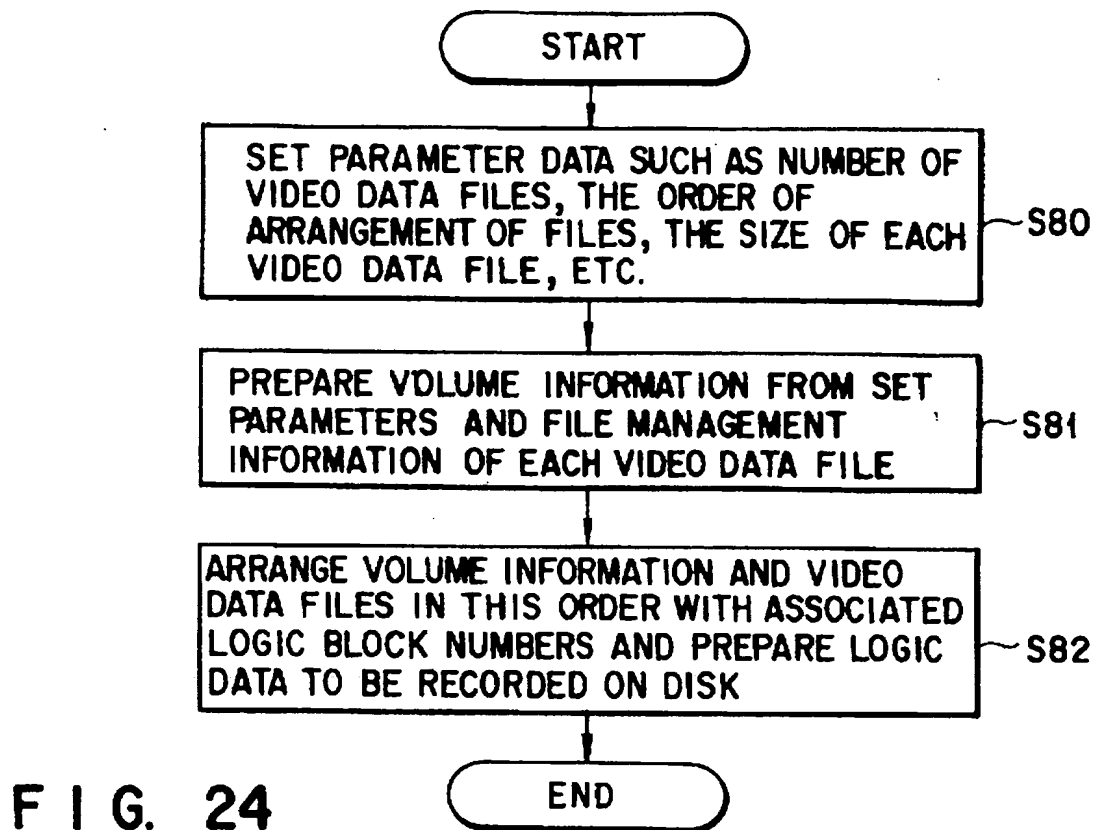 START
SET PARAMETER DATA SUCH AS NUMBER OF
VIDEO DATA FILES, THE ORDER OF
ARRANGEMENT OF FILES, THE SIZE OF EACH
VIDEO DATA FILE, ETC.
S80
PREPARE VOLUME INFORMATION FROM SET
PARAMETERS AND FILE MANAGEMENT
INFORMATION OF EACH VIDEO DATA FILE
S81
ARRANGE VOLUME INFORMATION AND VIDEO
DATA FILES IN THIS ORDER WITH ASSOCIATED
LOGIC BLOCK NUMBERS AND PREPARE LOGIC
DATA TO BE RECORDED ON DISK
S82
END
FIG. 24